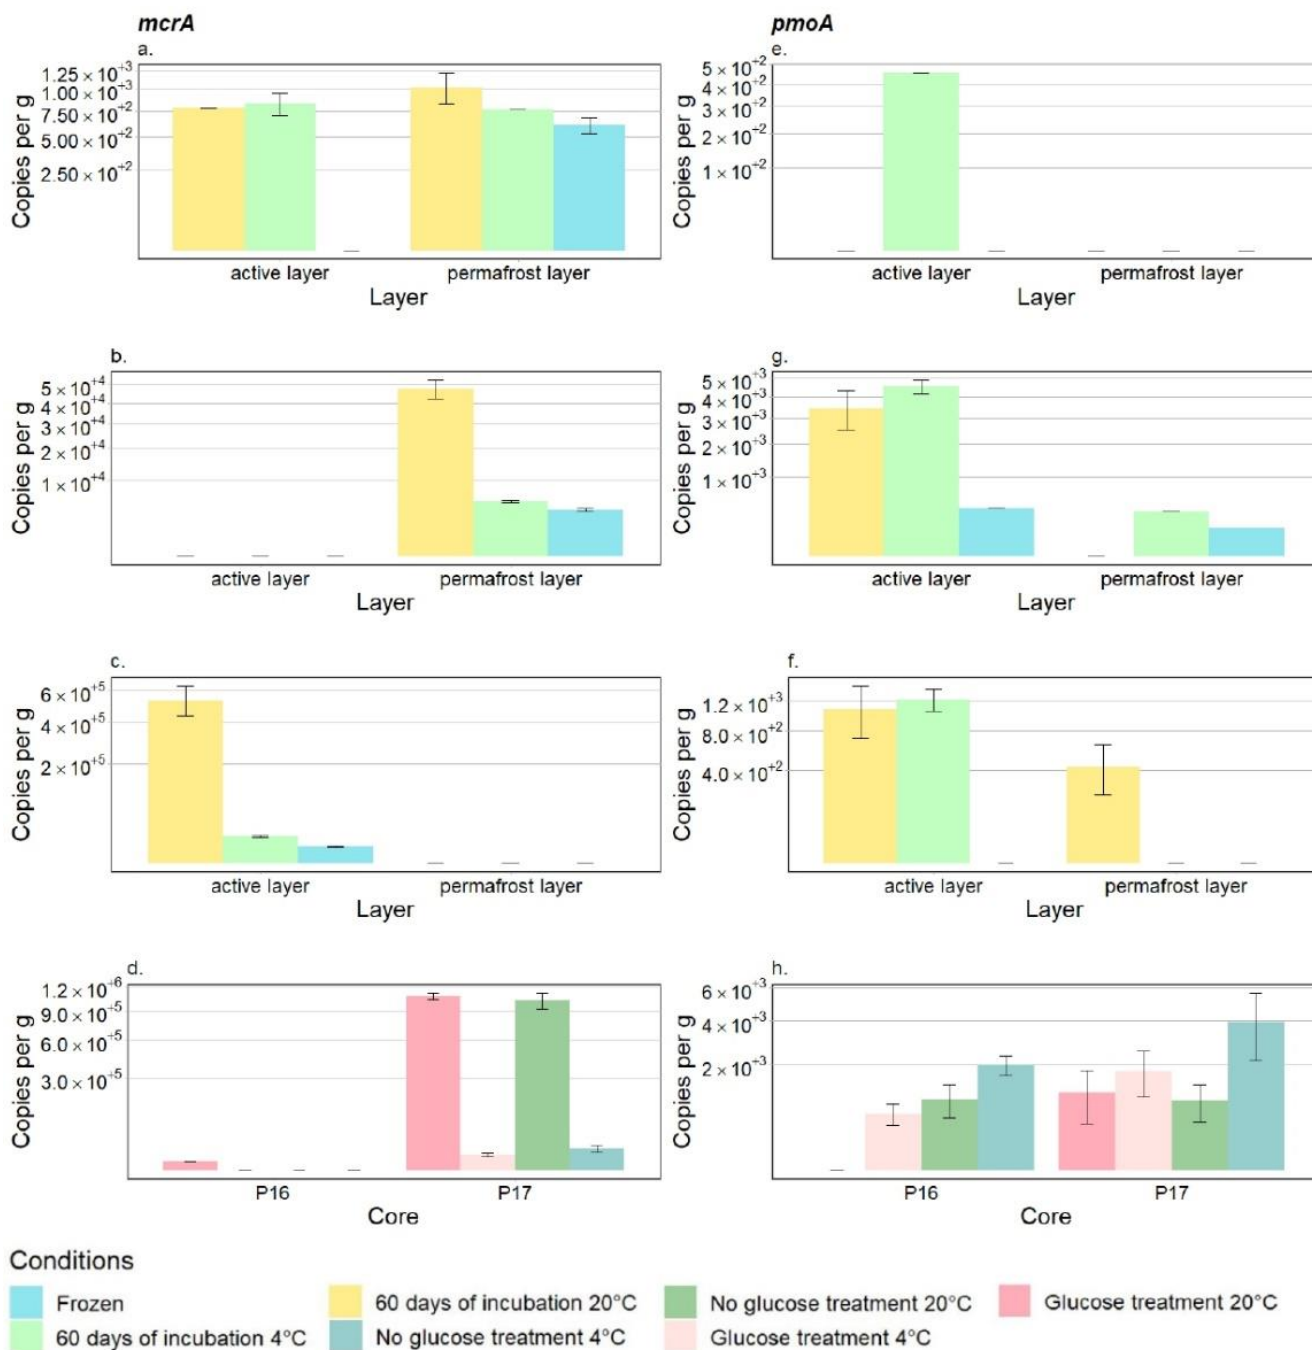 mcrA
pmoA
a.
Copies per g
1.25 × 10⁺³
1.00 × 10⁺³
7.50 × 10⁺²
5.00 × 10⁺²
2.50 × 10⁺²
active layer
permafrost layer
Layer
e.
Copies per g
5 × 10⁻²
4 × 10⁻²
3 × 10⁻²
2 × 10⁻²
1 × 10⁻²
active layer
permafrost layer
Layer
b.
Copies per g
5 × 10⁺⁴
4 × 10⁺⁴
3 × 10⁺⁴
2 × 10⁺⁴
1 × 10⁺⁴
active layer
permafrost layer
Layer
g.
Copies per g
5 × 10⁺³
4 × 10⁺³
3 × 10⁺³
2 × 10⁺³
1 × 10⁺³
active layer
permafrost layer
Layer
c.
Copies per g
6 × 10⁺⁵
4 × 10⁺⁵
2 × 10⁺⁵
active layer
permafrost layer
Layer
f.
Copies per g
1.2 × 10⁺³
8.0 × 10⁺²
4.0 × 10⁺²
active layer
permafrost layer
Layer
d.
Copies per g
1.2 × 10⁺⁶
9.0 × 10⁺⁵
6.0 × 10⁺⁵
3.0 × 10⁺⁵
P16
P17
Core
h.
Copies per g
6 × 10⁺³
4 × 10⁺³
2 × 10⁺³
P16
P17
Core
Conditions
Frozen
60 days of incubation 20°C
No glucose treatment 20°C
Glucose treatment 20°C
60 days of incubation 4°C
No glucose treatment 4°C
Glucose treatment 4°C